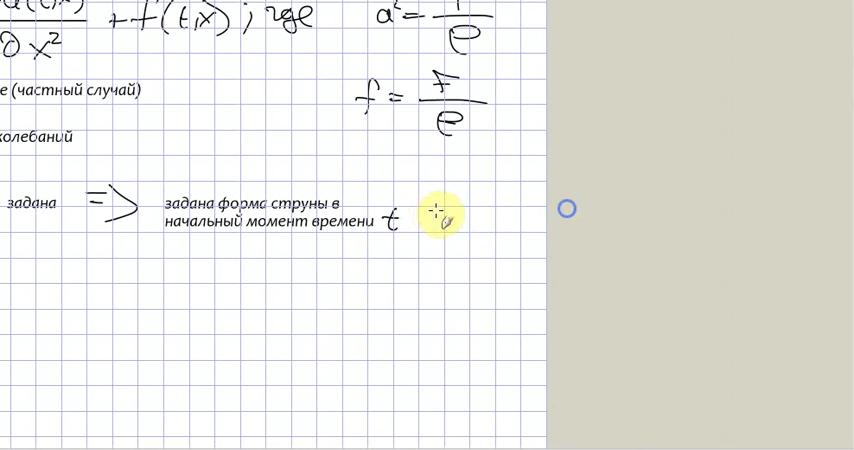 ∂x² + f(t,x) ; где a² =
ρ
f = F/ρ
е (частный случай)
колебаний
задана => задана форма струны в
начальный момент времени t